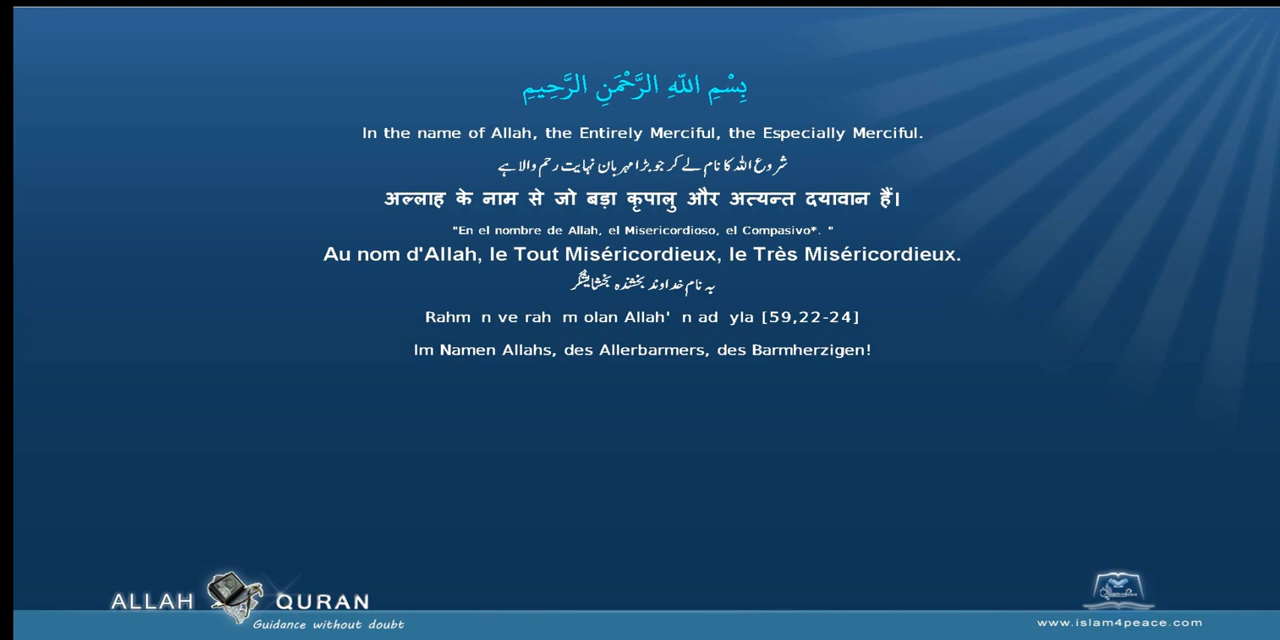 بِسْمِ اللّهِ الرَّحْمَنِ الرَّحِيمِ
In the name of Allah, the Entirely Merciful, the Especially Merciful.
شروع الله کا نام لے کر جو بڑا مہربان نہایت رحم والا ہے
अल्लाह के नाम से जो बड़ा कृपालु और अत्यन्त दयावान हैं।
"En el nombre de Allah, el Misericordioso, el Compasivo*. "
Au nom d'Allah, le Tout Miséricordieux, le Très Miséricordieux.
به نام خداوند بخشنده بخشایشگر
Rahm n ve rah m olan Allah' n ad yla [59,22-24]
Im Namen Allahs, des Allerbarmers, des Barmherzigen!
ALLAH QURAN
Guidance without doubt
www.islam4peace.com